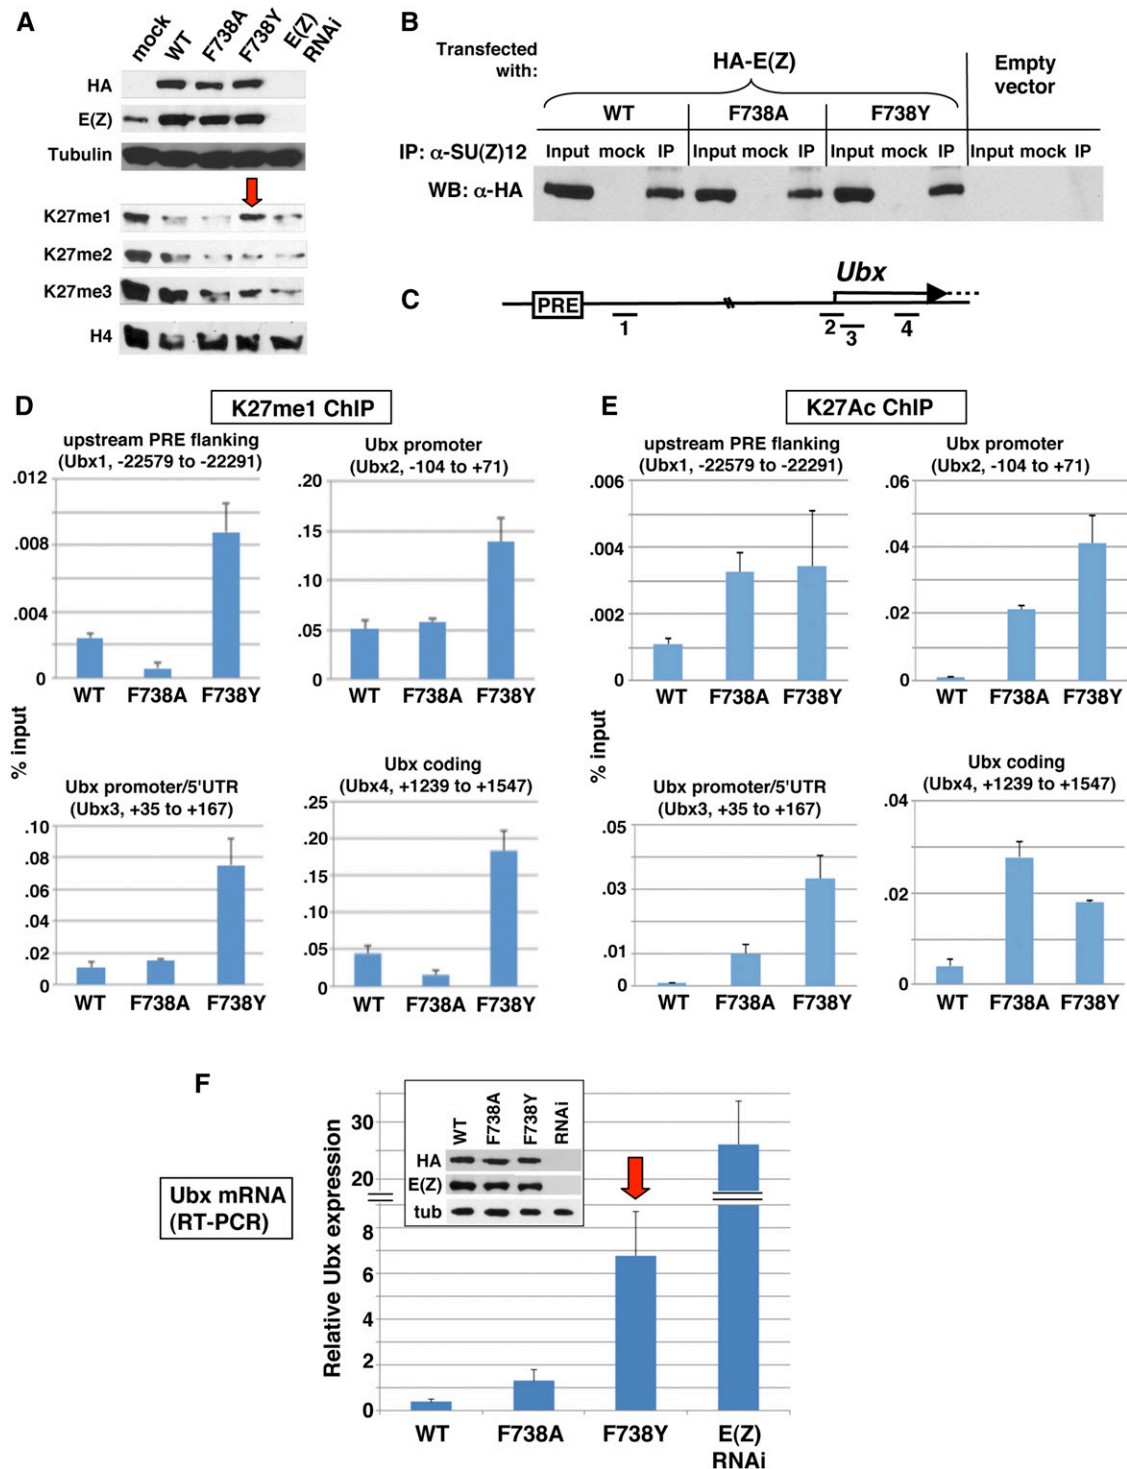 A
mock
WT
F738A
F738Y
E(Z)
RNAi
HA
E(Z)
Tubulin
K27me1
K27me2
K27me3
H4
B
Transfected
with:
HA-E(Z)
Empty
vector
WT F738A F738Y
IP: α-SU(Z)12 Input mock IP Input mock IP Input mock IP Input mock IP
WB: α-HA
C
PRE
Ubx
1
2
3
4
D
K27me1 ChIP
% input
upstream PRE flanking
(Ubx1, -22579 to -22291)
.012
.008
.004
0
WT F738A F738Y
Ubx promoter
(Ubx2, -104 to +71)
.20
.15
.10
.05
0
WT F738A F738Y
Ubx promoter/5'UTR
(Ubx3, +35 to +167)
.10
.08
.06
.04
.02
0
WT F738A F738Y
Ubx coding
(Ubx4, +1239 to +1547)
.25
.20
.15
.10
.05
0
WT F738A F738Y
E
K27Ac ChIP
% input
upstream PRE flanking
(Ubx1, -22579 to -22291)
.006
.004
.002
0
WT F738A F738Y
Ubx promoter
(Ubx2, -104 to +71)
.06
.04
.02
0
WT F738A F738Y
Ubx promoter/5'UTR
(Ubx3, +35 to +167)
.05
.03
.01
0
WT F738A F738Y
Ubx coding
(Ubx4, +1239 to +1547)
.04
.02
0
WT F738A F738Y
F
Ubx mRNA
(RT-PCR)
Relative Ubx expression
30
20
8
6
4
2
0
WT
F738A
F738Y
RNAi
HA
E(Z)
tub
WT F738A F738Y E(Z)
RNAi